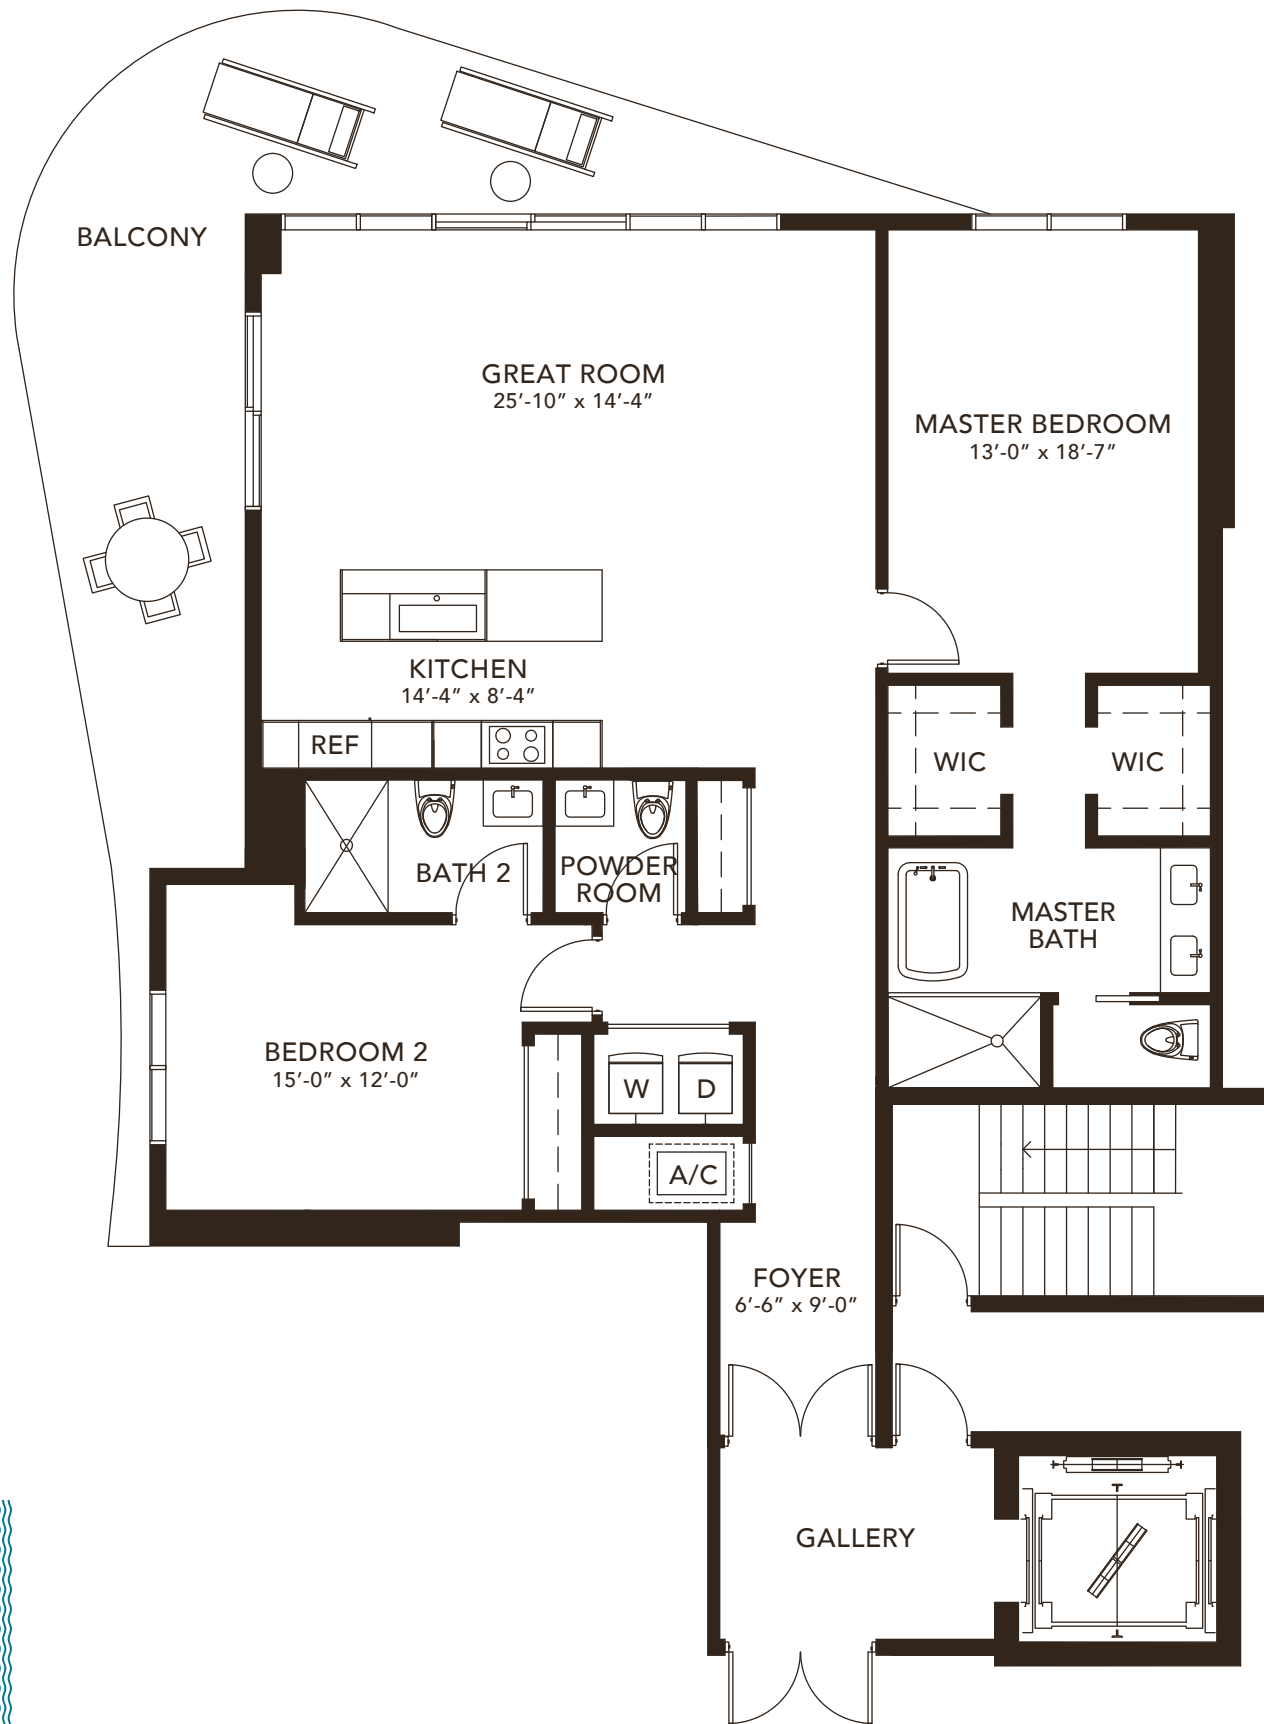 BALCONY
GREAT ROOM
25'-10" x 14'-4"
MASTER BEDROOM
13'-0" x 18'-7"
KITCHEN
14'-4" x 8'-4"
REF
WIC
WIC
BATH 2
POWDER
ROOM
MASTER
BATH
BEDROOM 2
15'-0" x 12'-0"
W
D
A/C
FOYER
6'-6" x 9'-0"
GALLERY